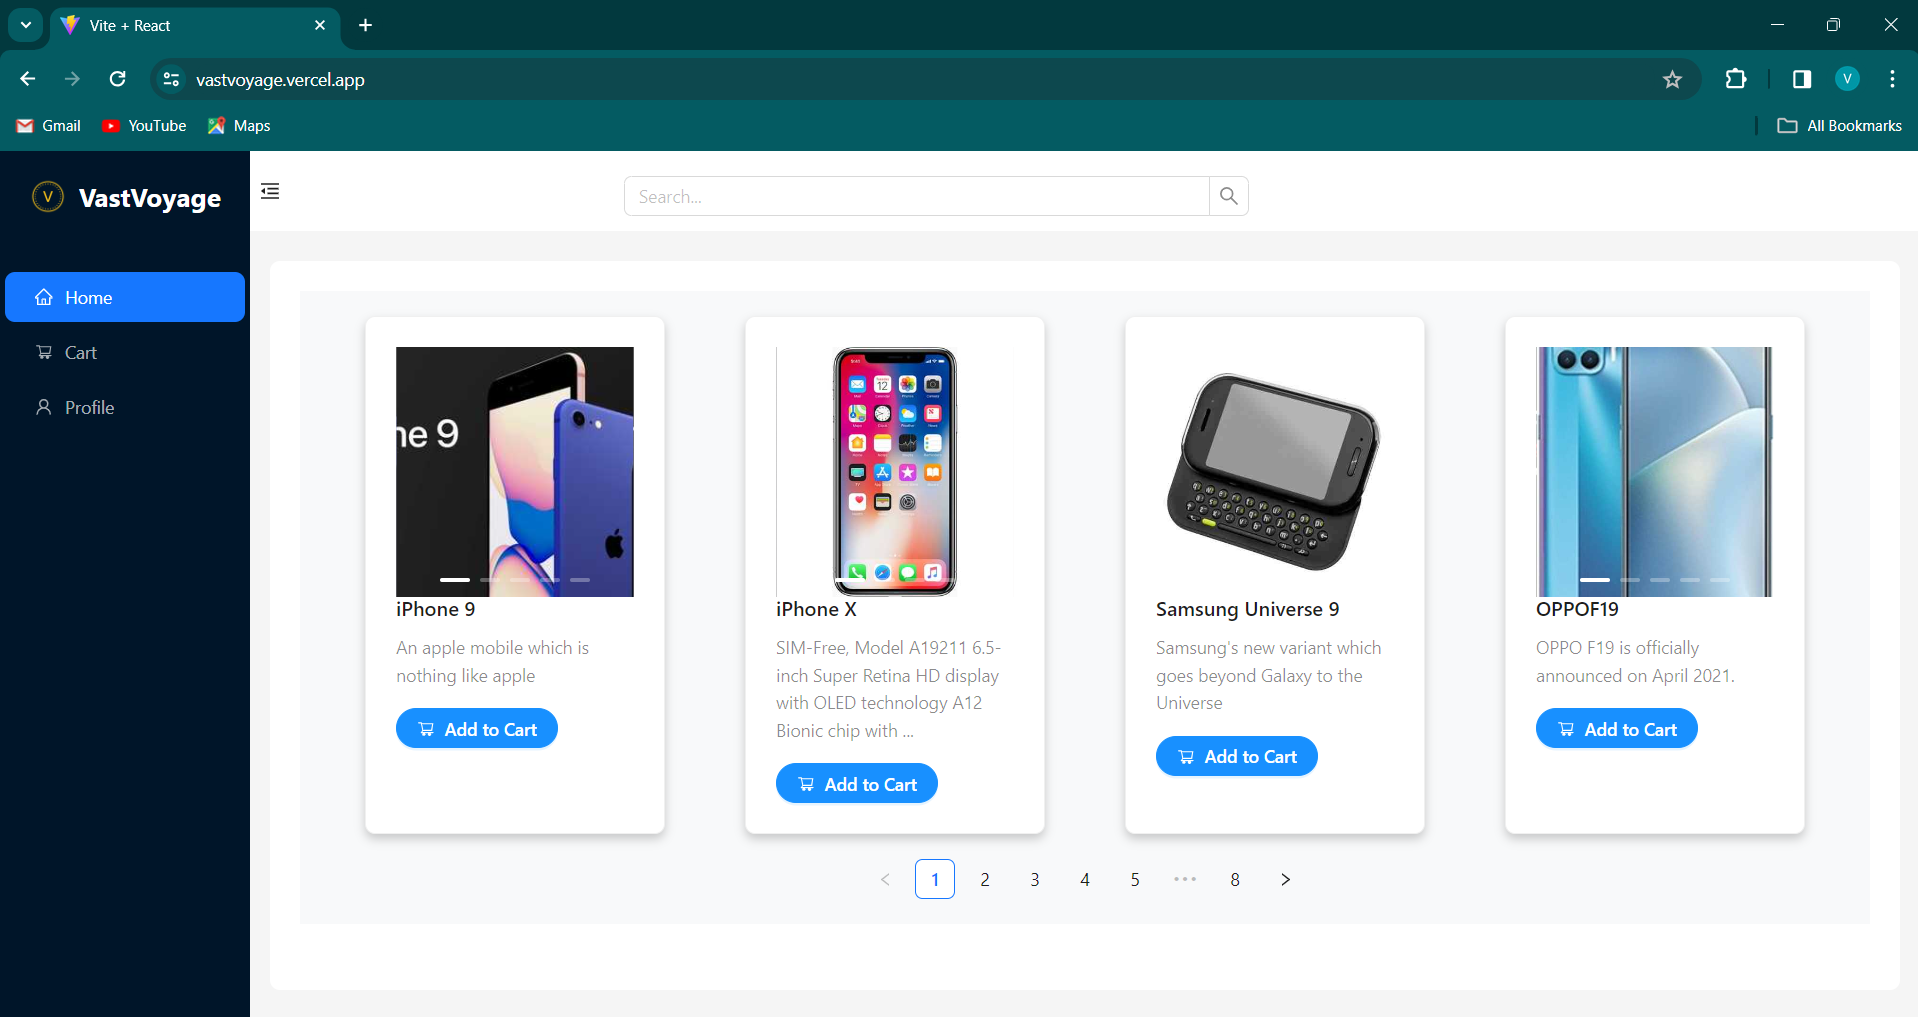 Vite + React
vastvoyage.vercel.app
V
Gmail
YouTube
Maps
All Bookmarks
V
VastVoyage
Search...
Home
Cart
Profile
ne 9
iPhone 9
An apple mobile which is
nothing like apple
Add to Cart
12
iPhone X
SIM-Free, Model A19211 6.5-
inch Super Retina HD display
with OLED technology A12
Bionic chip with ...
Add to Cart
Samsung Universe 9
Samsung's new variant which
goes beyond Galaxy to the
Universe
Add to Cart
OPPOF19
OPPO F19 is officially
announced on April 2021.
Add to Cart
< 1 2 3 4 5 ••• 8 >